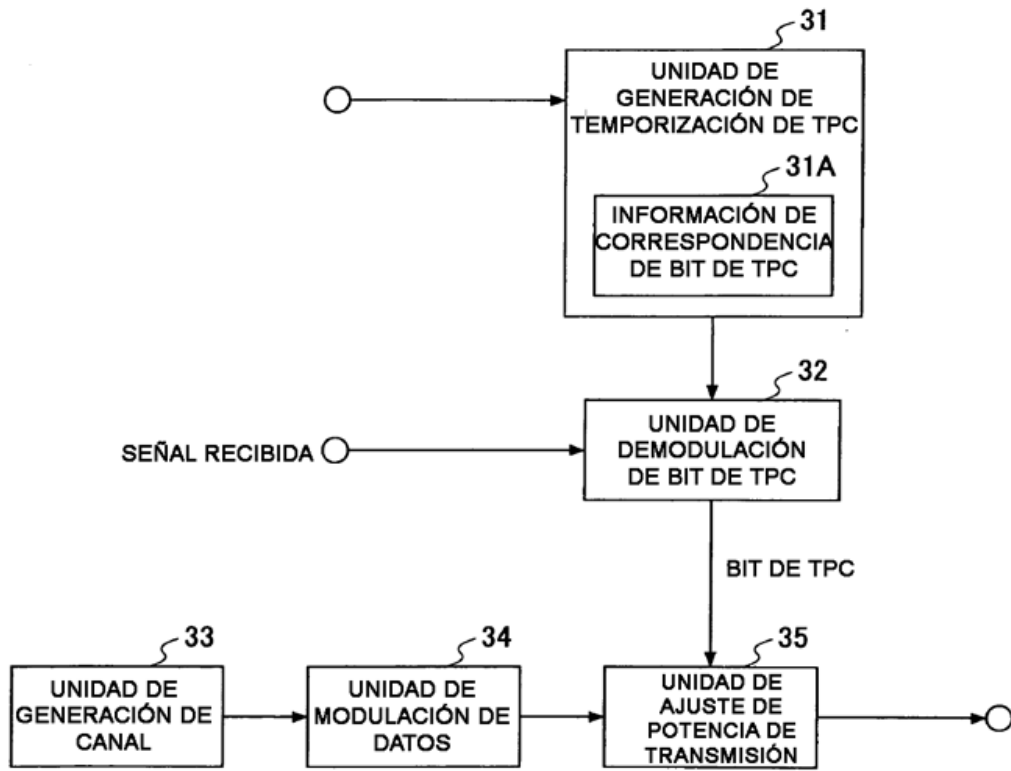 31
UNIDAD DE
GENERACIÓN DE
TEMPORIZACIÓN DE TPC
31A
INFORMACIÓN DE
CORRESPONDENCIA
DE BIT DE TPC
32
UNIDAD DE
DEMODULACIÓN
DE BIT DE TPC
SEÑAL RECIBIDA
BIT DE TPC
33
UNIDAD DE
GENERACIÓN DE
CANAL
34
UNIDAD DE
MODULACIÓN DE
DATOS
35
UNIDAD DE
AJUSTE DE
POTENCIA DE
TRANSMISIÓN